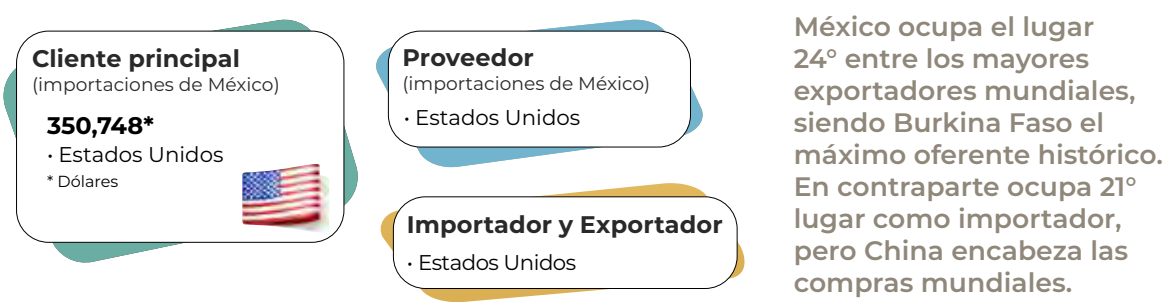 Cliente principal
(importaciones de México)
350,748*
· Estados Unidos
* Dólares
Proveedor
(importaciones de México)
· Estados Unidos
Importador y Exportador
· Estados Unidos
México ocupa el lugar
24° entre los mayores
exportadores mundiales,
siendo Burkina Faso el
máximo oferente histórico.
En contraparte ocupa 21°
lugar como importador,
pero China encabeza las
compras mundiales.